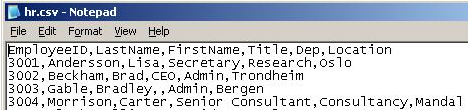 hr.csv - Notepad
File Edit Format View Help
EmployeeID,LastName,FirstName,Title,Dep,Location
3001,Andersson,Lisa,Secretary,Research,Oslo
3002,Beckham,Brad,CEO,Admin,Trondheim
3003,Gable,Bradley,,Admin,Bergen
3004,Morrison,Carter,Senior Consultant,Consultancy,Mandal